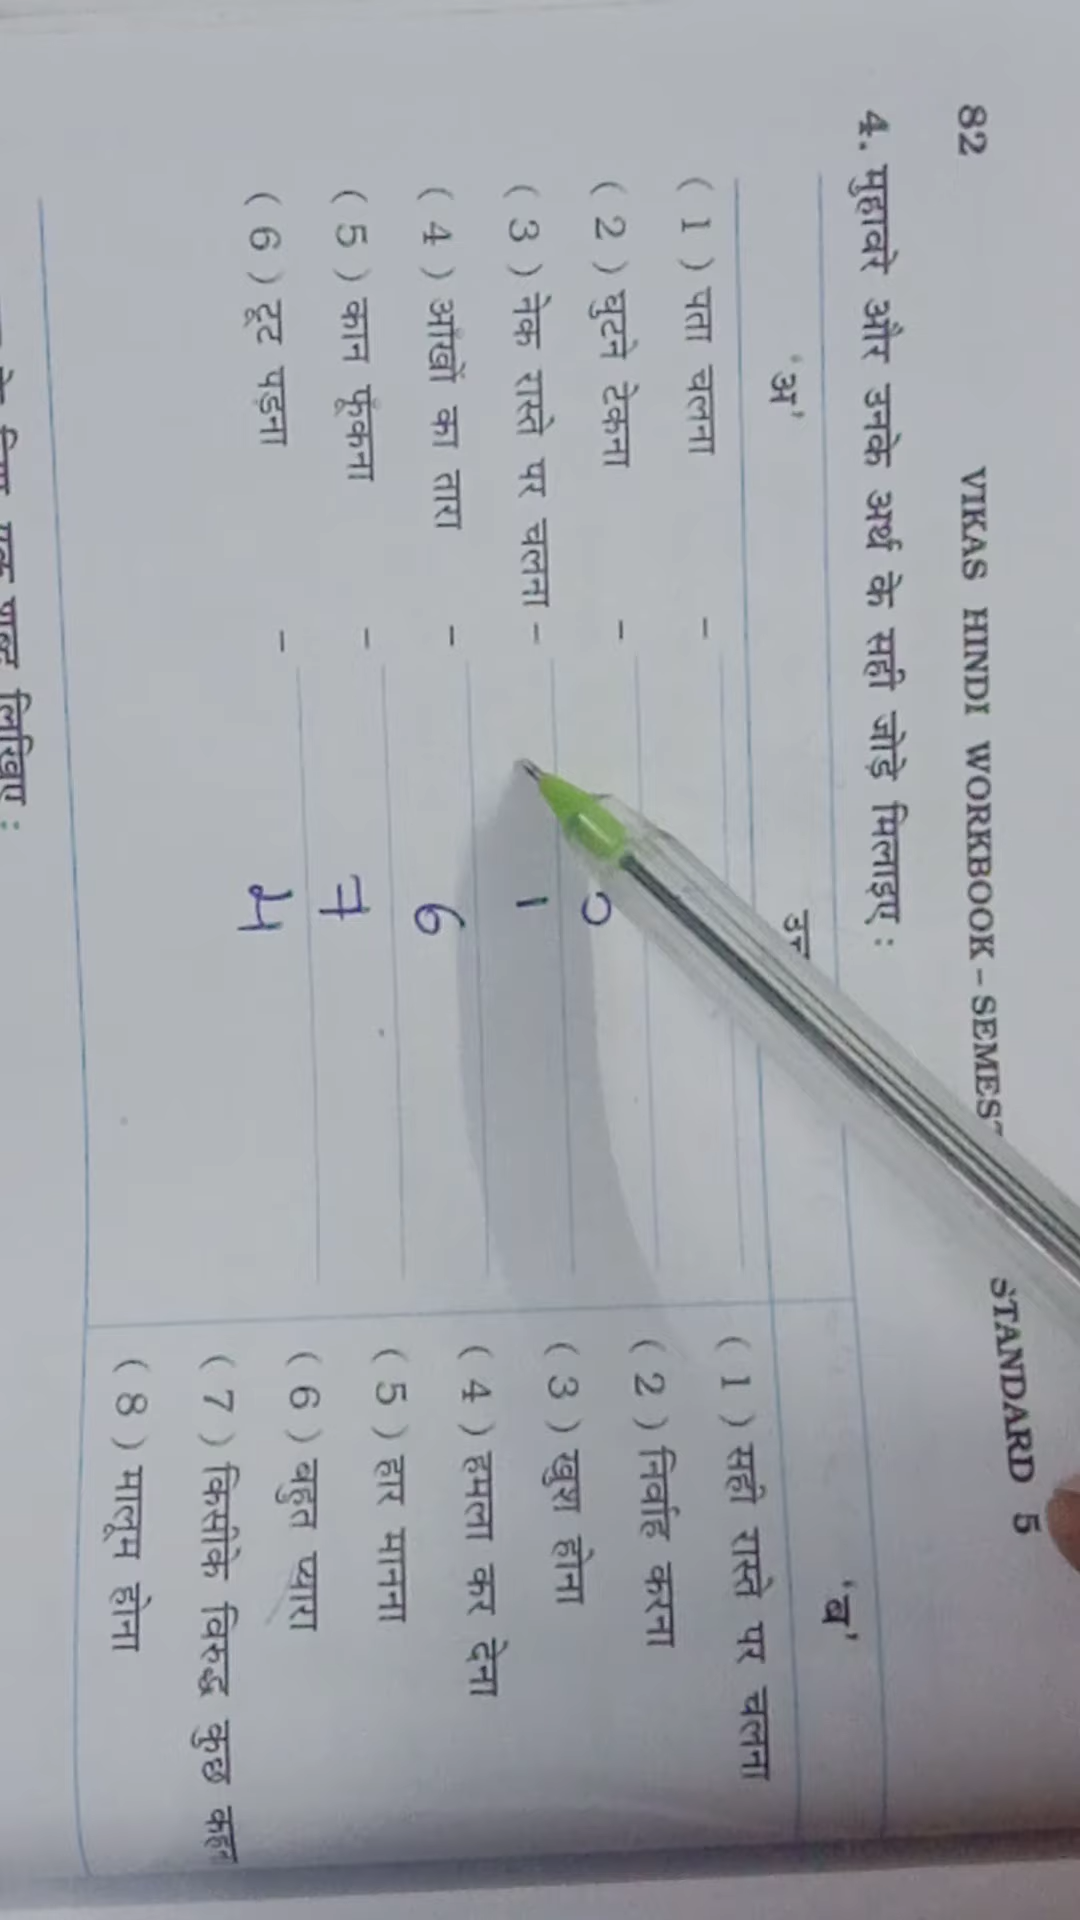 82 VIKAS HINDI WORKBOOK – SEMES STANDARD 5
4. मुहावरे और उनके अर्थ के सही जोड़े मिलाइए :
'अ' 'ब'
( 1 ) पता चलना - ( 1 ) सही रास्ते पर चलना
( 2 ) घुटने टेकना - ( 2 ) निर्वाह करना
( 3 ) नेक रास्ते पर चलना - 1 ( 3 ) खुश होना
( 4 ) आँखों का तारा - 6 ( 4 ) हमला कर देना
( 5 ) कान फूँकना - 7 ( 5 ) हार मानना
( 6 ) टूट पड़ना - ( 6 ) बहुत प्यारा
( 7 ) किसीके विरुद्ध कुछ कहन
( 8 ) मालूम होना
शब्द लिखिए :